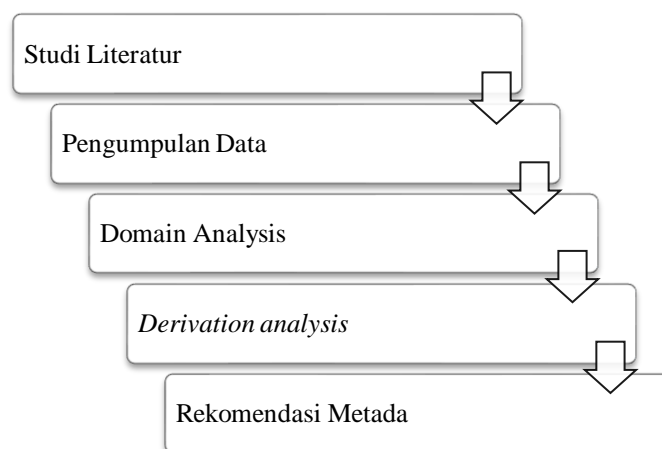 Studi Literatur
Pengumpulan Data
Domain Analysis
Derivation analysis
Rekomendasi Metada